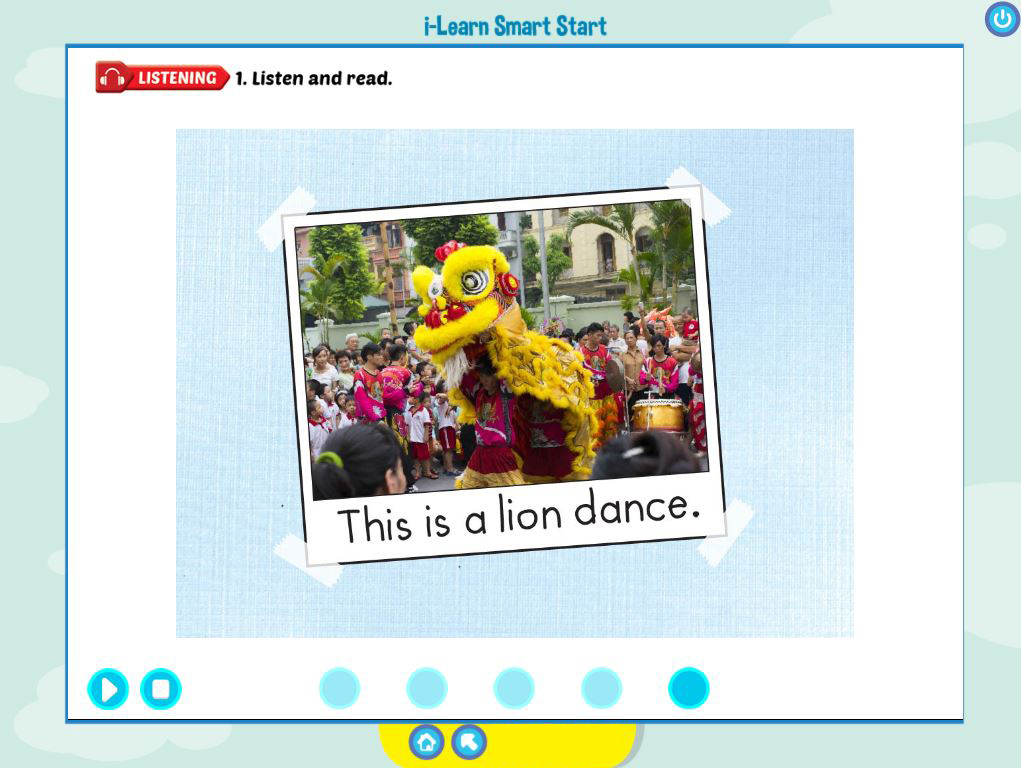 i-Learn Smart Start
LISTENING 1. Listen and read.
This is a lion dance.